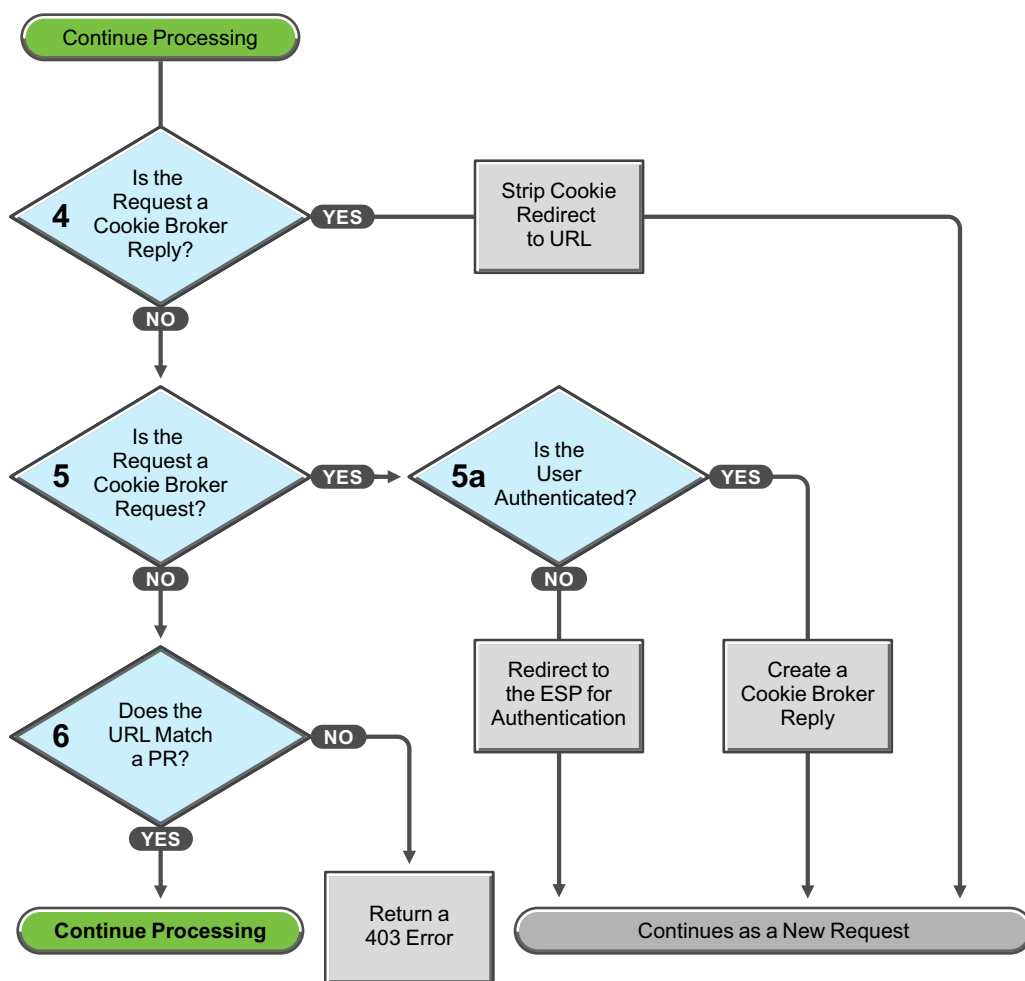 Continue Processing
Is the
Request a
4 Cookie Broker
Reply?
YES
Strip Cookie
Redirect
to URL
NO
Is the
Request a
5 Cookie Broker
Request?
YES
Is the
5a User
Authenticated?
YES
NO
NO
Redirect to
the ESP for
Authentication
Create a
Cookie Broker
Reply
Does the
6 URL Match
a PR?
NO
YES
Return a
403 Error
Continue Processing
Continues as a New Request